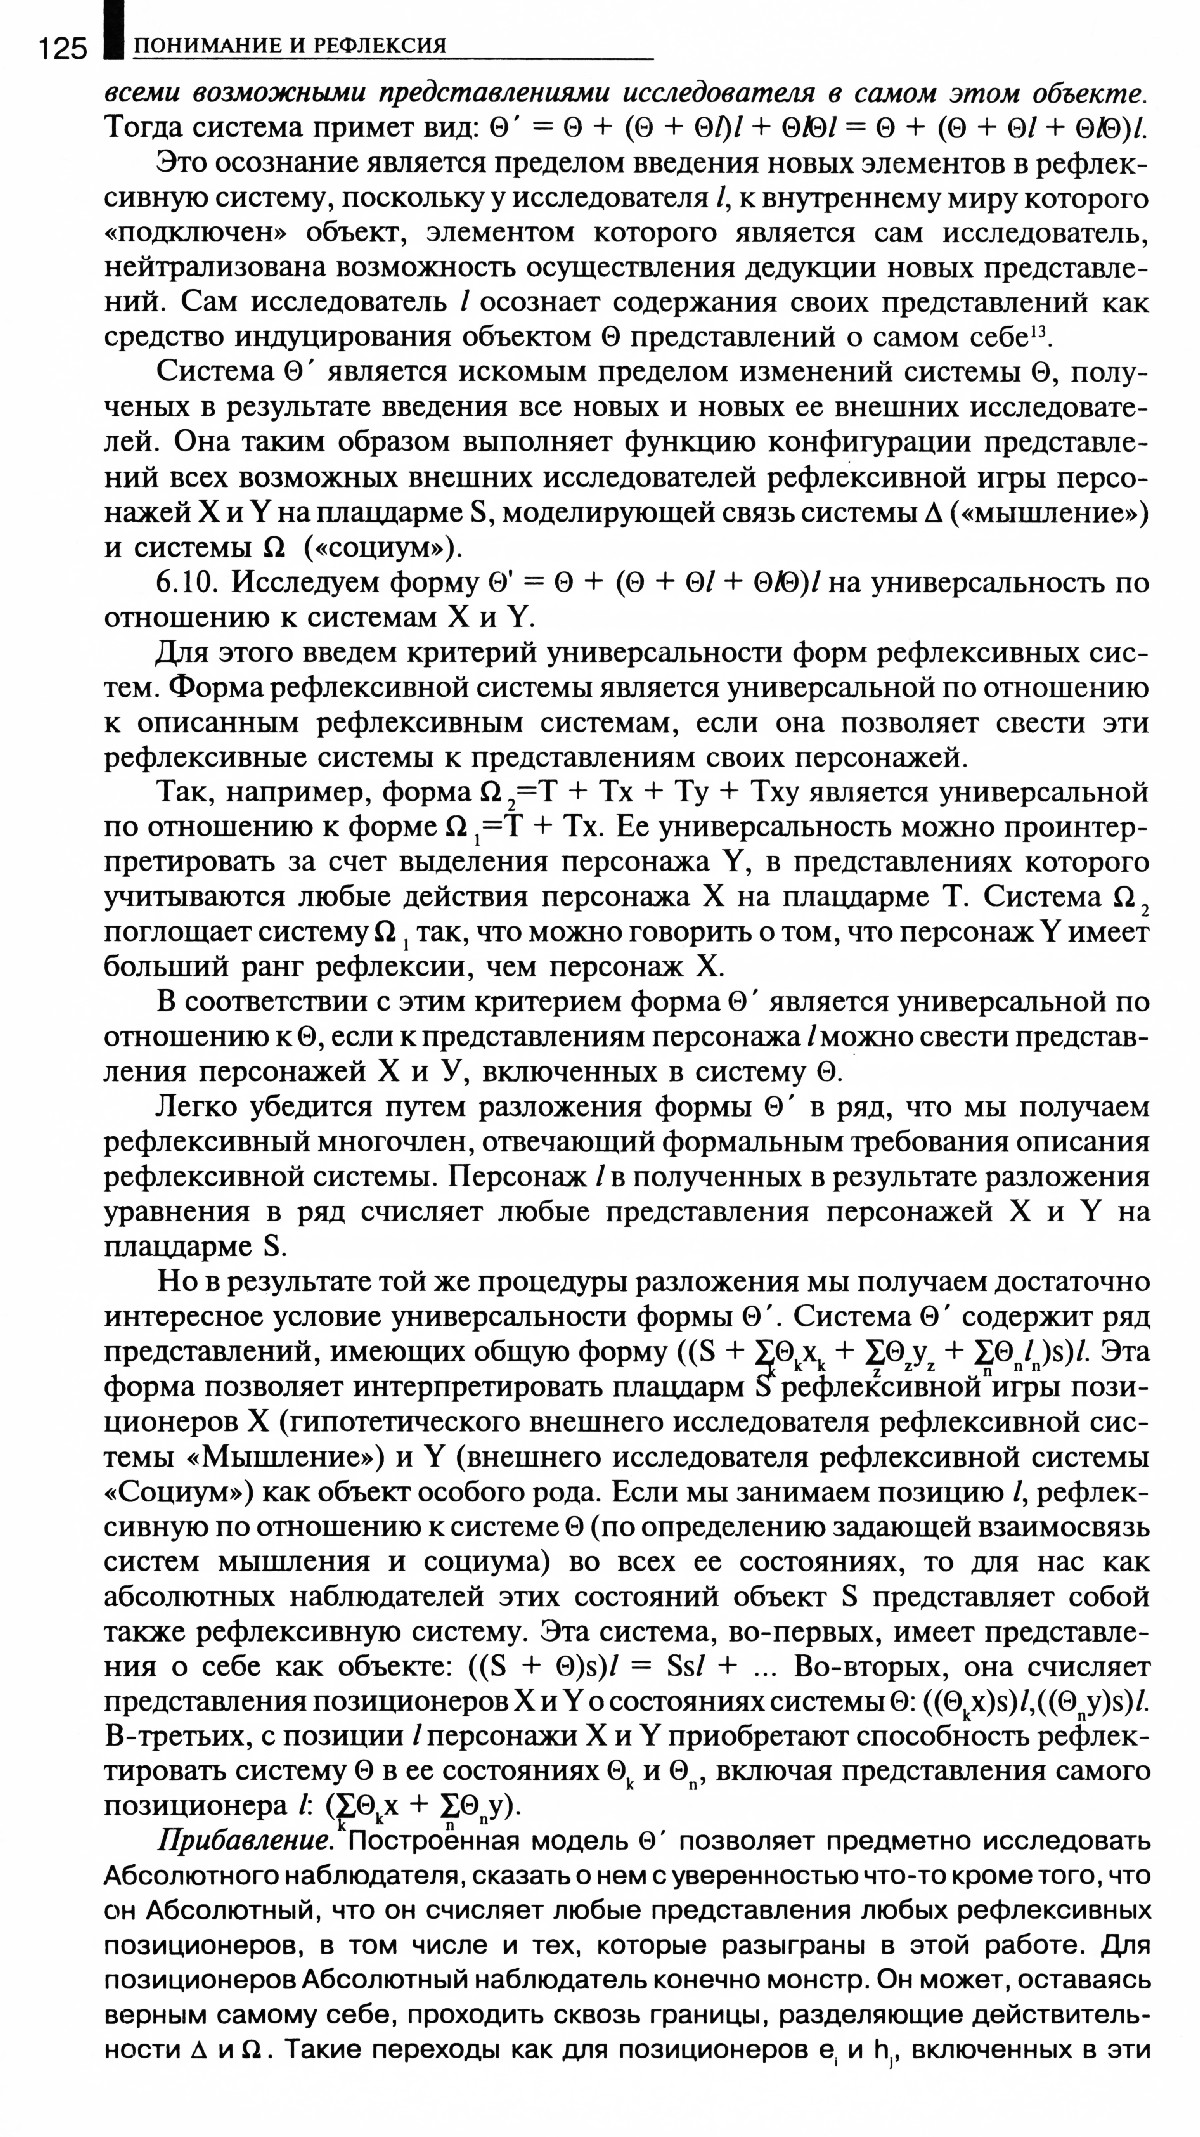 125 ПОНИМАНИЕ И РЕФЛЕКСИЯ
всеми возможными представлениями исследователя в самом этом объекте.
Тогда система примет вид: Θ′ = Θ + (Θ + Θl)l + ΘlΘl = Θ + (Θ + Θl + ΘlΘ)l.
Это осознание является пределом введения новых элементов в рефлек-
сивную систему, поскольку у исследователя l, к внутреннему миру которого
«подключен» объект, элементом которого является сам исследователь,
нейтрализована возможность осуществления дедукции новых представле-
ний. Сам исследователь l осознает содержания своих представлений как
средство индуцирования объектом Θ представлений о самом себе¹³.
Система Θ′ является искомым пределом изменений системы Θ, полу-
ченых в результате введения все новых и новых ее внешних исследовате-
лей. Она таким образом выполняет функцию конфигурации представле-
ний всех возможных внешних исследователей рефлексивной игры персо-
нажей X и Y на плацдарме S, моделирующей связь системы Δ («мышление»)
и системы Ω («социум»).
6.10. Исследуем форму Θ' = Θ + (Θ + Θl + ΘlΘ)l на универсальность по
отношению к системам X и Y.
Для этого введем критерий универсальности форм рефлексивных сис-
тем. Форма рефлексивной системы является универсальной по отношению
к описанным рефлексивным системам, если она позволяет свести эти
рефлексивные системы к представлениям своих персонажей.
Так, например, форма Ω₂=T + Tx + Ty + Txy является универсальной
по отношению к форме Ω₁=T + Tx. Ее универсальность можно проинтер-
претировать за счет выделения персонажа Y, в представлениях которого
учитываются любые действия персонажа X на плацдарме T. Система Ω₂
поглощает систему Ω₁ так, что можно говорить о том, что персонаж Y имеет
больший ранг рефлексии, чем персонаж X.
В соответствии с этим критерием форма Θ′ является универсальной по
отношению к Θ, если к представлениям персонажа l можно свести представ-
ления персонажей X и У, включенных в систему Θ.
Легко убедится путем разложения формы Θ′ в ряд, что мы получаем
рефлексивный многочлен, отвечающий формальным требования описания
рефлексивной системы. Персонаж l в полученных в результате разложения
уравнения в ряд счисляет любые представления персонажей X и Y на
плацдарме S.
Но в результате той же процедуры разложения мы получаем достаточно
интересное условие универсальности формы Θ′. Система Θ′ содержит ряд
представлений, имеющих общую форму ((S + ∑ₖΘₖxₖ + ∑_zΘ_zy_z + ∑ₙΘₙlₙ)s)l. Эта
форма позволяет интерпретировать плацдарм S рефлексивной игры пози-
ционеров X (гипотетического внешнего исследователя рефлексивной сис-
темы «Мышление») и Y (внешнего исследователя рефлексивной системы
«Социум») как объект особого рода. Если мы занимаем позицию l, рефлек-
сивную по отношению к системе Θ (по определению задающей взаимосвязь
систем мышления и социума) во всех ее состояниях, то для нас как
абсолютных наблюдателей этих состояний объект S представляет собой
также рефлексивную систему. Эта система, во-первых, имеет представле-
ния о себе как объекте: ((S + Θ)s)l = Ssl + ... Во-вторых, она счисляет
представления позиционеров X и Y о состояниях системы Θ: ((Θₖx)s)l,((Θₙy)s)l.
В-третьих, с позиции l персонажи X и Y приобретают способность рефлек-
тировать систему Θ в ее состояниях Θₖ и Θₙ, включая представления самого
позиционера l: (∑ₖΘₖx + ∑ₙΘₙy).
Прибавление. Построенная модель Θ′ позволяет предметно исследовать
Абсолютного наблюдателя, сказать о нем с уверенностью что-то кроме того, что
он Абсолютный, что он счисляет любые представления любых рефлексивных
позиционеров, в том числе и тех, которые разыграны в этой работе. Для
позиционеров Абсолютный наблюдатель конечно монстр. Он может, оставаясь
верным самому себе, проходить сквозь границы, разделяющие действитель-
ности Δ и Ω. Такие переходы как для позиционеров eᵢ и hⱼ, включенных в эти